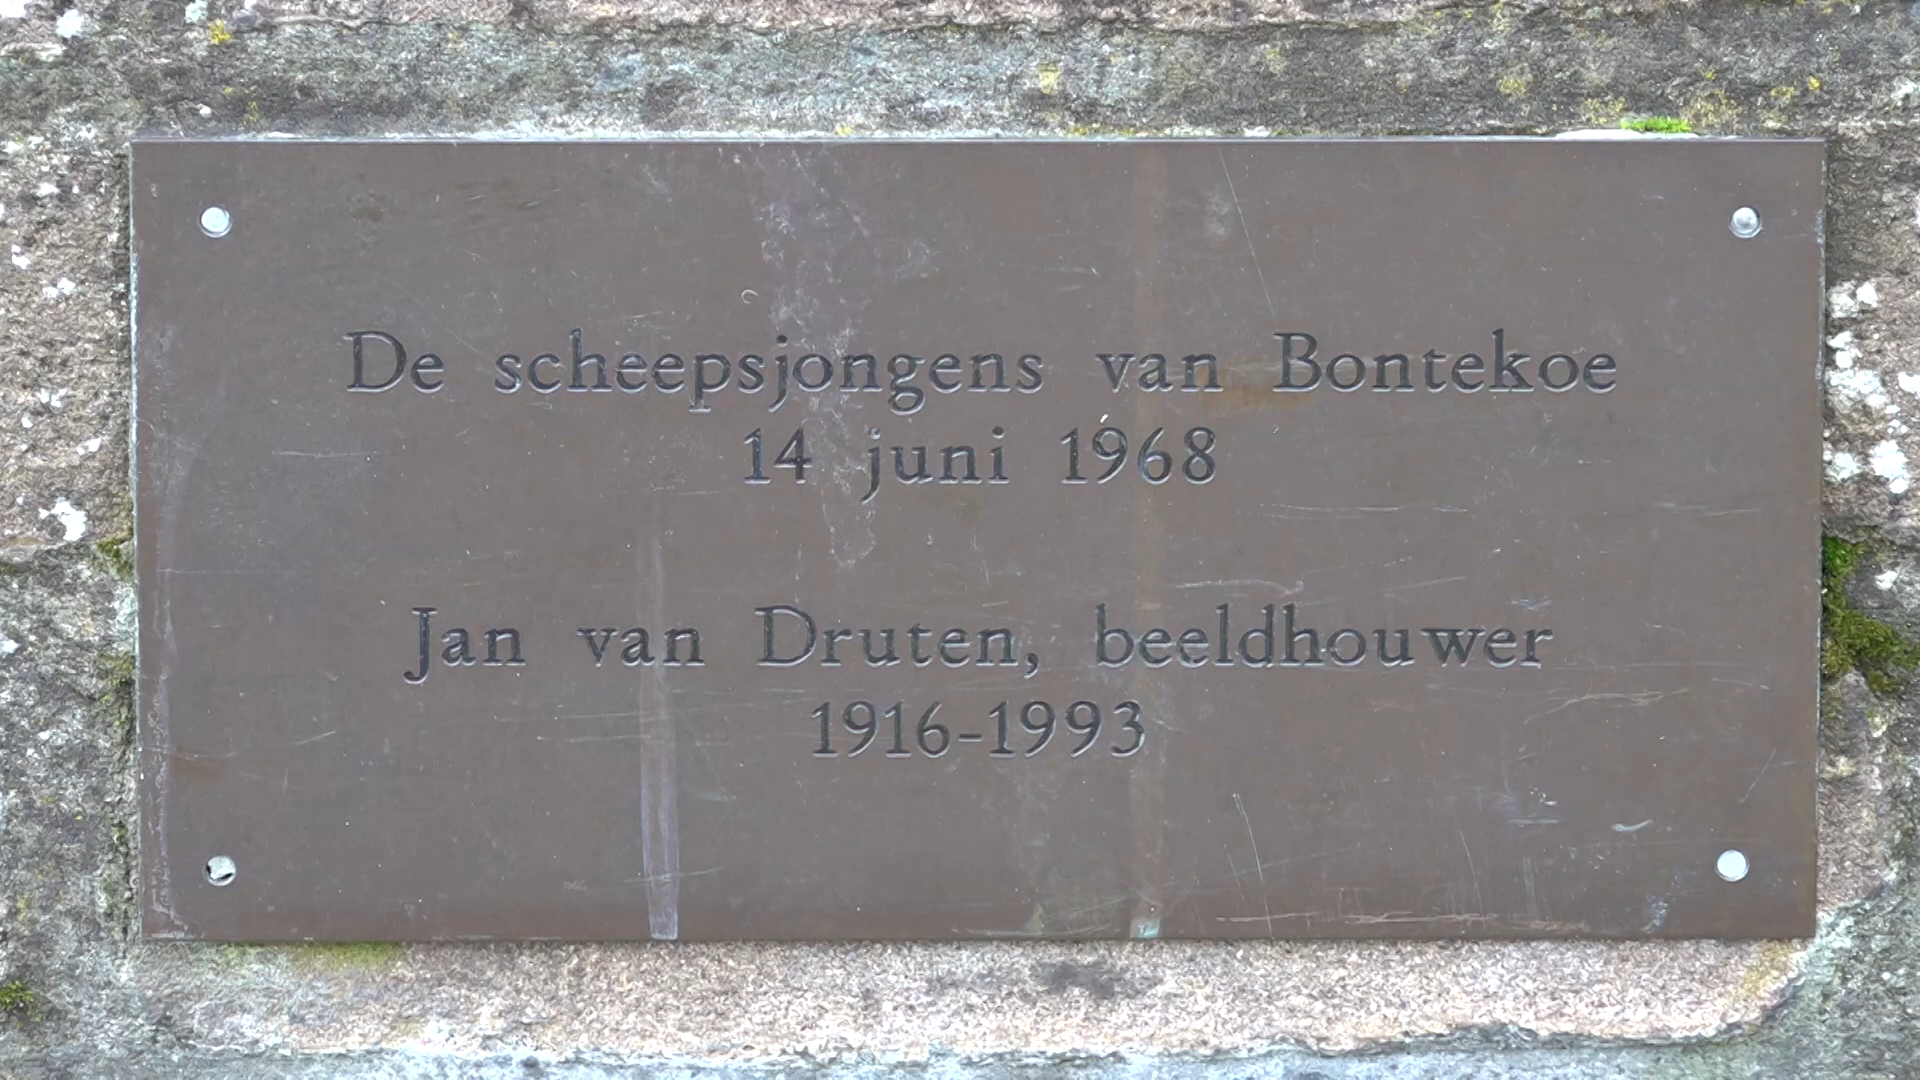 De scheepsjongens van Bontekoe
14 juni 1968
Jan van Druten, beeldhouwer
1916-1993